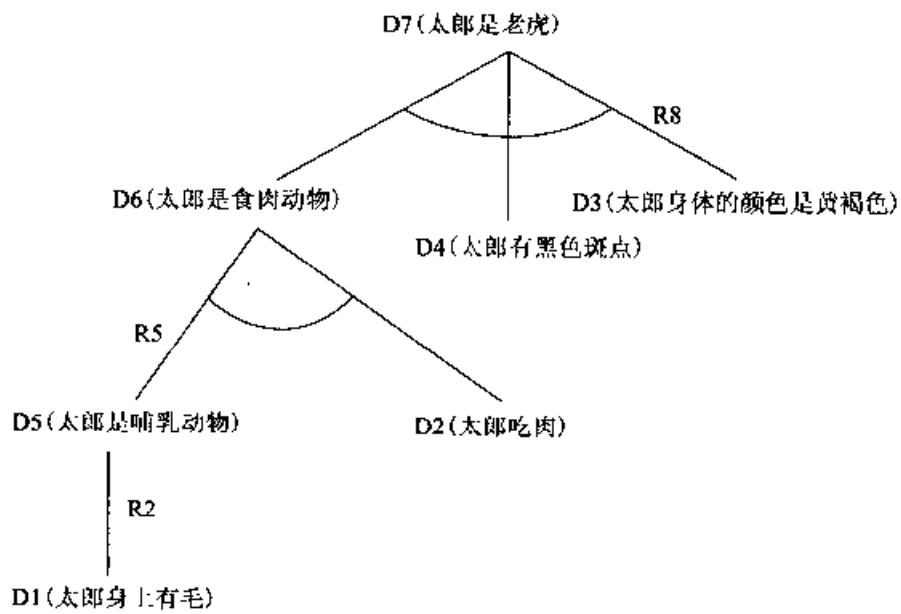 D7(太郎是老虎)
R8
D6(太郎是食肉动物)
D3(太郎身体的颜色是黄褐色)
D4(太郎有黑色斑点)
R5
D5(太郎是哺乳动物)
D2(太郎吃肉)
R2
D1(太郎身上有毛)